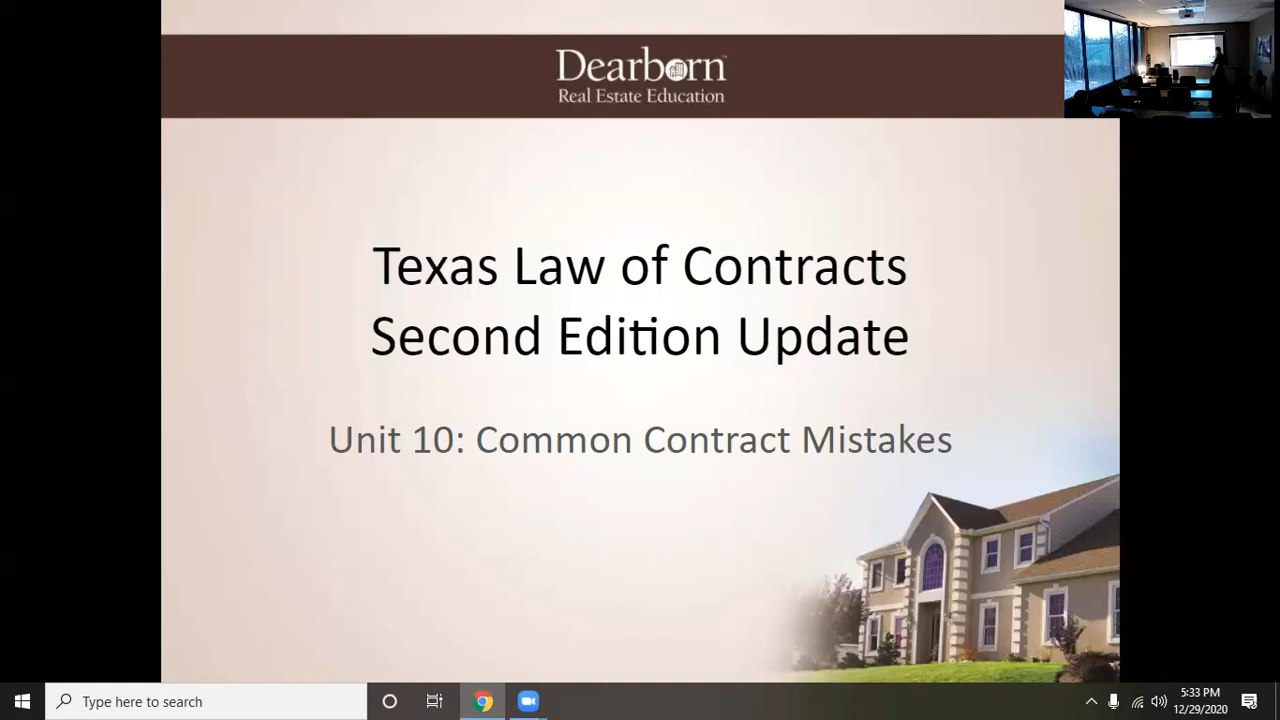 Dearborn
Real Estate Education
Texas Law of Contracts
Second Edition Update
Unit 10: Common Contract Mistakes
Type here to search
5:33 PM
12/29/2020